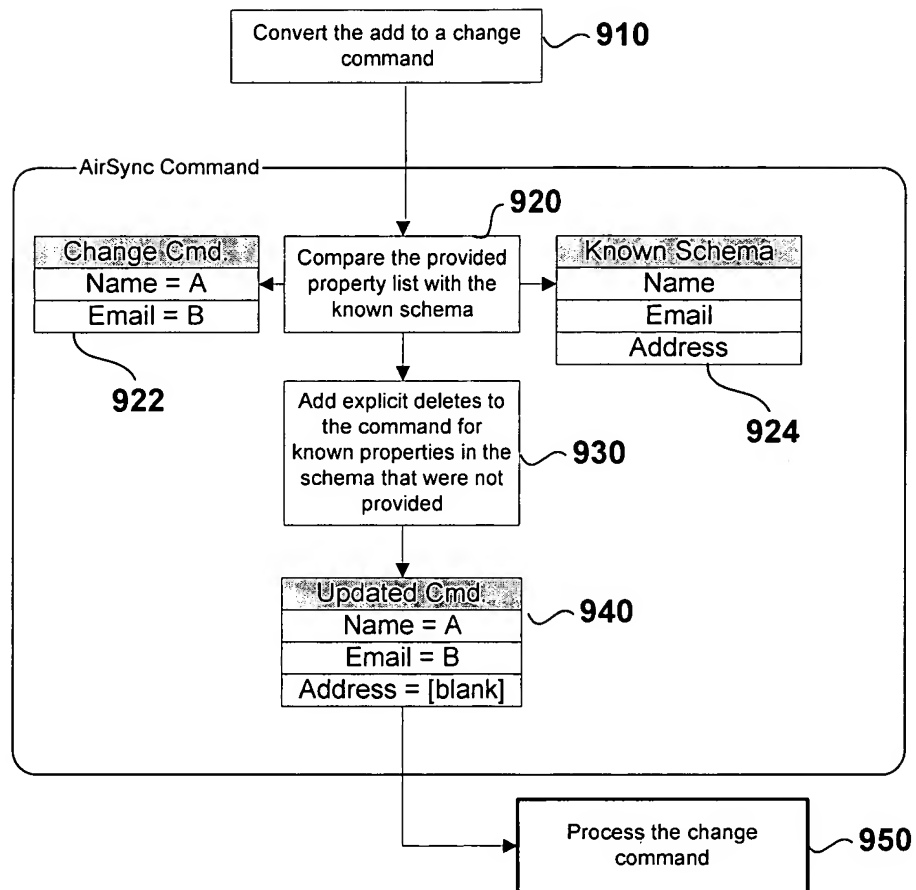 Convert the add to a change
command
910
AirSync Command
920
Change Cmd.
Name = A
Email = B
922
Compare the provided
property list with the
known schema
Known Schema
Name
Email
Address
924
Add explicit deletes to
the command for
known properties in the
schema that were not
provided
930
Updated Cmd.
Name = A
Email = B
Address = [blank]
940
Process the change
command
950